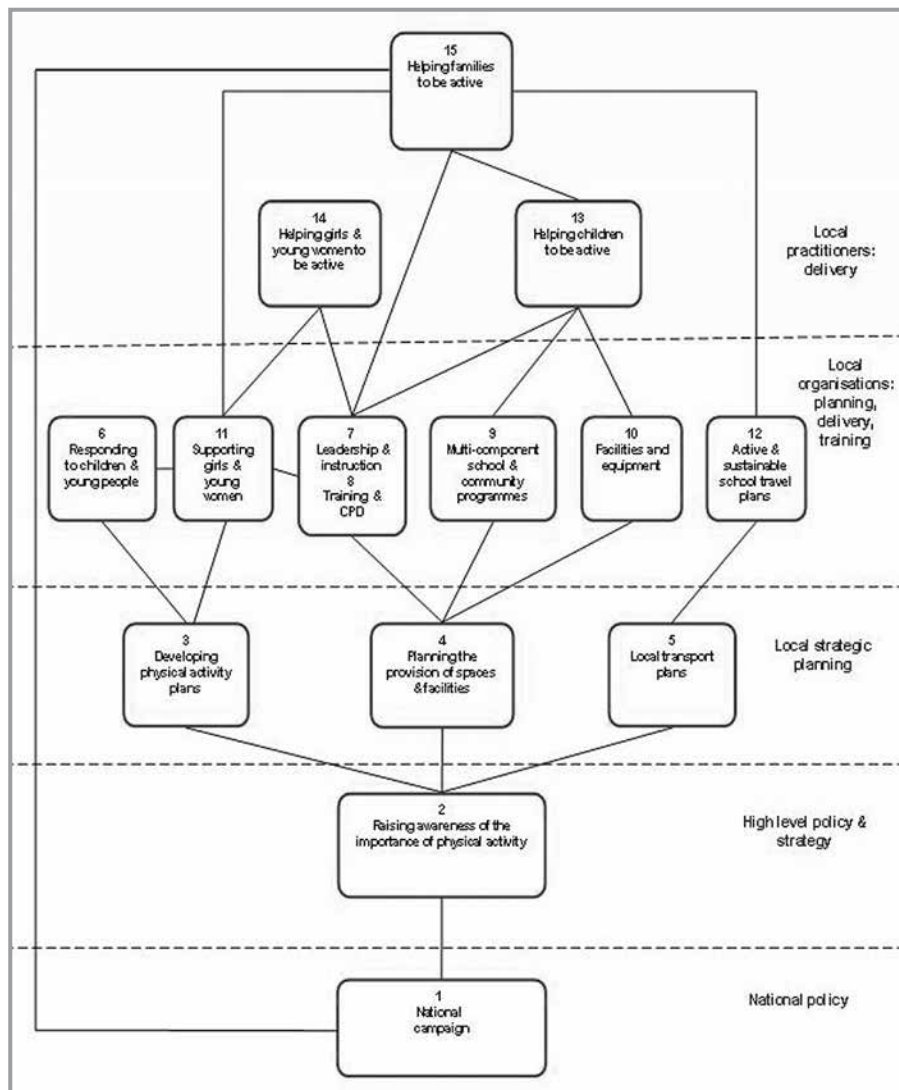 15
Helping families
to be active
14
Helping girls &
young women to
be active
13
Helping children
to be active
Local
practitioners:
delivery
6
Responding
to children &
young people
11
Supporting
girls &
young
women
7
Leadership &
instruction
8
Training &
CPD
9
Multi-component
school &
community
programmes
10
Facilities and
equipment
12
Active &
sustainable
school travel
plans
Local
organisations:
planning,
delivery,
training
3
Developing
physical activity
plans
4
Planning the
provision of spaces
& facilities
5
Local transport
plans
Local strategic
planning
2
Raising awareness of the
importance of physical activity
High level policy &
strategy
1
National
campaign
National policy